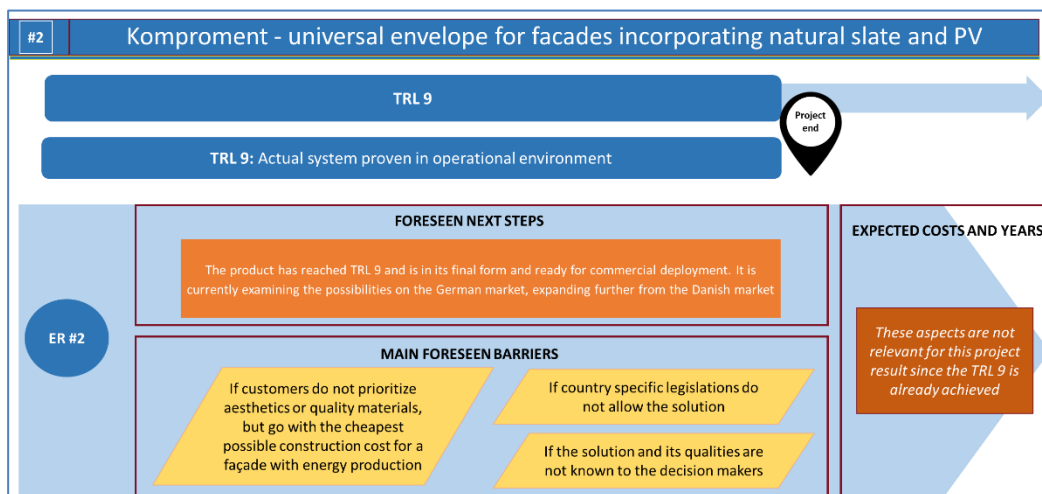 #2
Komproment - universal envelope for facades incorporating natural slate and PV
TRL 9
Project
end
TRL 9: Actual system proven in operational environment
FORESEEN NEXT STEPS
The product has reached TRL 9 and is in its final form and ready for commercial deployment. It is
currently examining the possibilities on the German market, expanding further from the Danish market
EXPECTED COSTS AND YEARS
These aspects are not
relevant for this project
result since the TRL 9 is
already achieved
ER #2
MAIN FORESEEN BARRIERS
If customers do not prioritize
aesthetics or quality materials,
but go with the cheapest
possible construction cost for a
façade with energy production
If country specific legislations do
not allow the solution
If the solution and its qualities are
not known to the decision makers